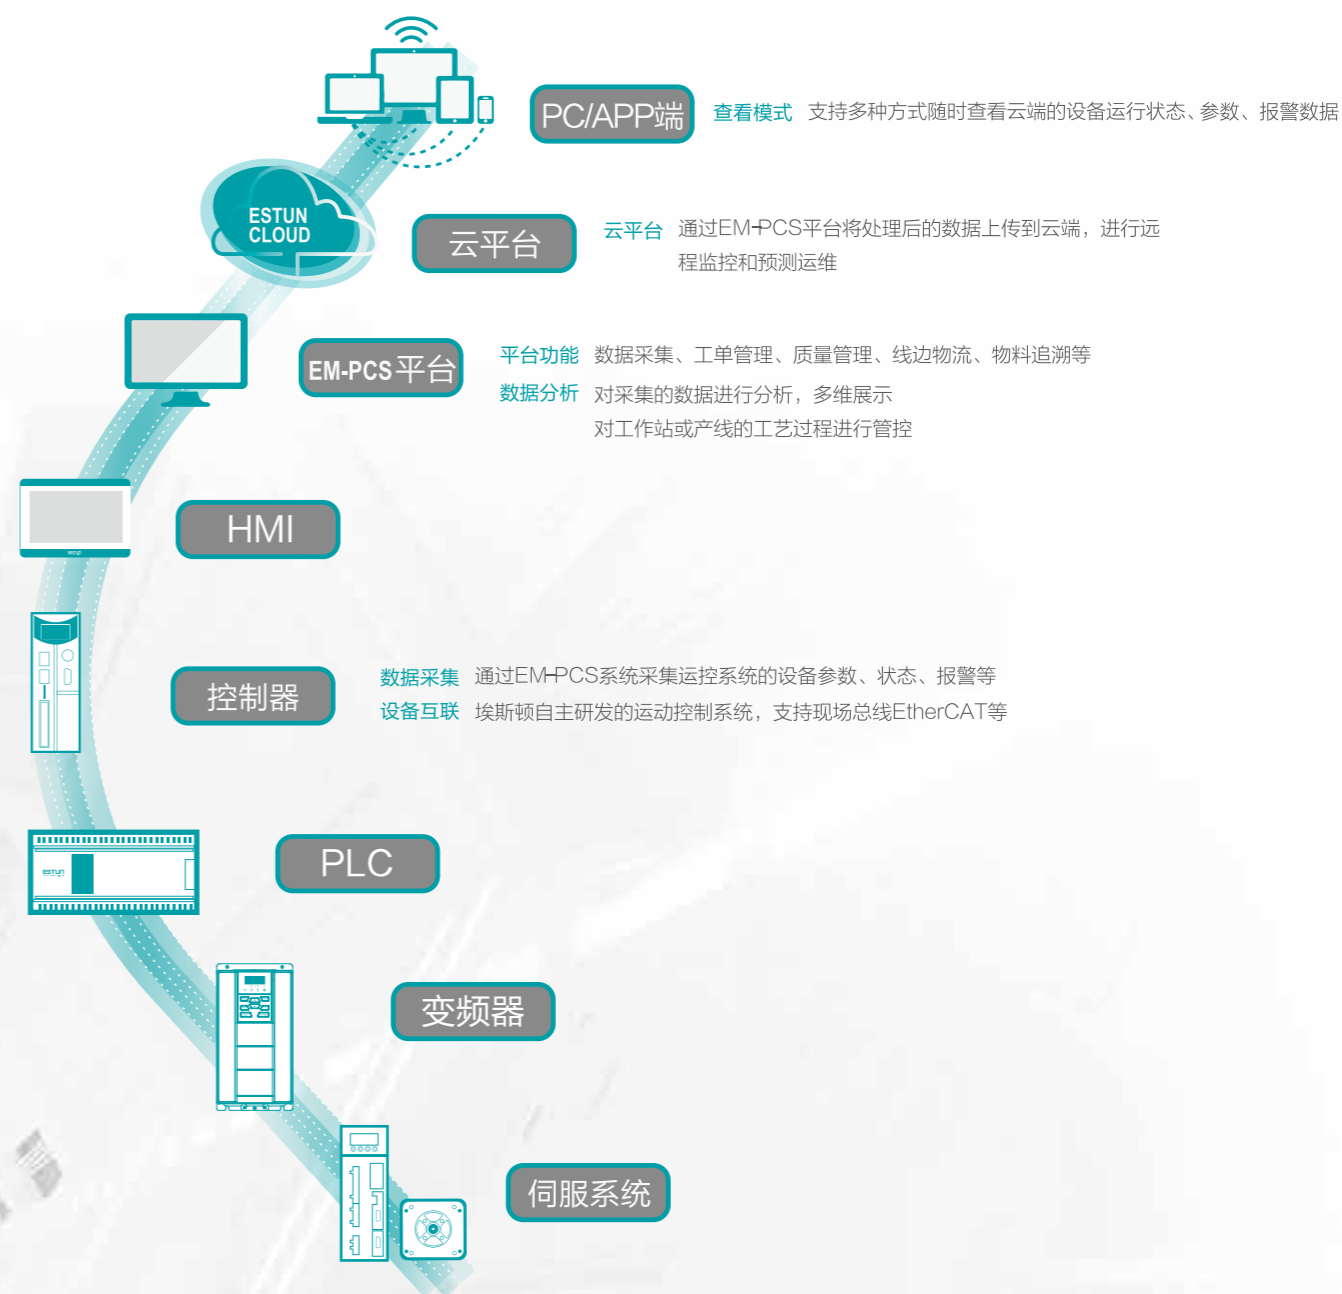 PC/APP端
查看模式 支持多种方式随时查看云端的设备运行状态、参数、报警数据
ESTUN
CLOUD
云平台
云平台 通过EM-PCS平台将处理后的数据上传到云端，进行远
程监控和预测运维
EM-PCS平台
平台功能 数据采集、工单管理、质量管理、线边物流、物料追溯等
数据分析 对采集的数据进行分析，多维展示
对工作站或产线的工艺过程进行管控
HMI
控制器
数据采集 通过EM-PCS系统采集运控系统的设备参数、状态、报警等
设备互联 埃斯顿自主研发的运动控制系统，支持现场总线EtherCAT等
PLC
ESTUN
变频器
伺服系统